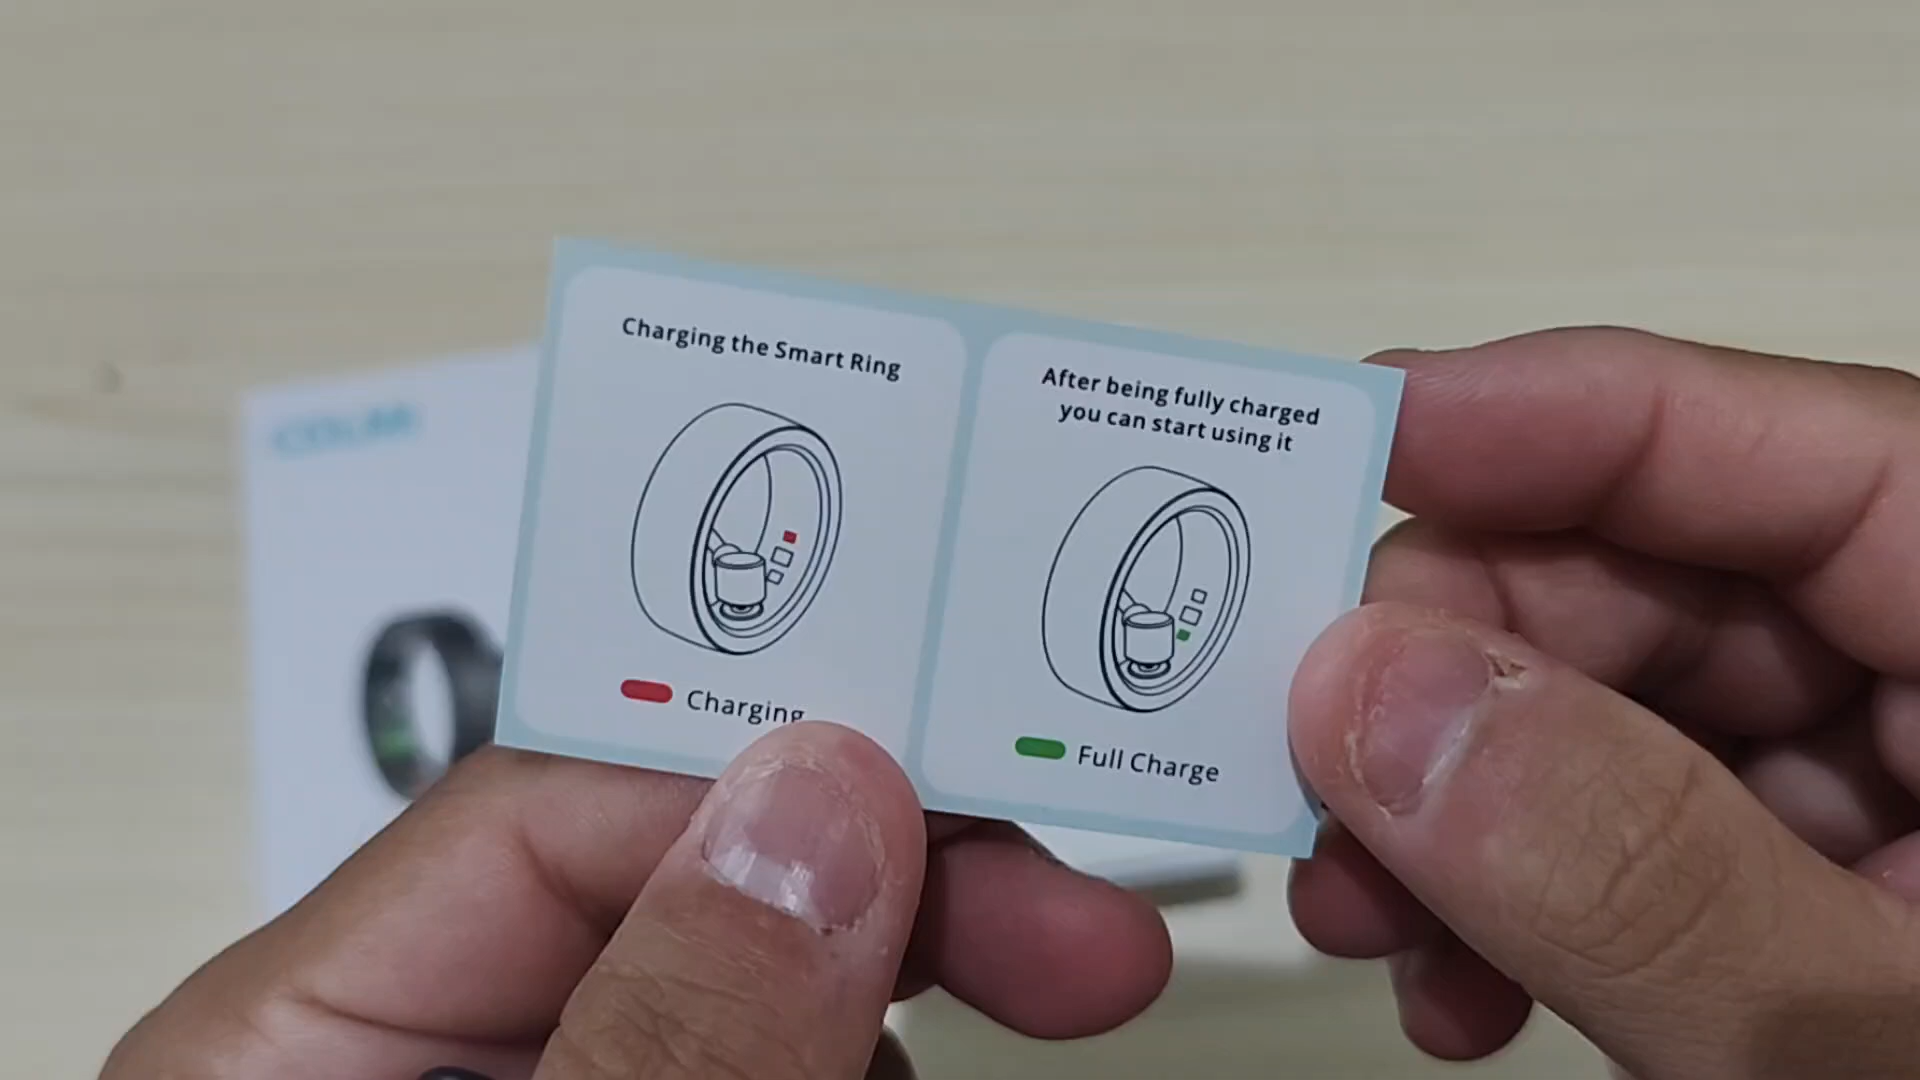 Charging the Smart Ring
Charging
After being fully charged
you can start using it
Full Charge